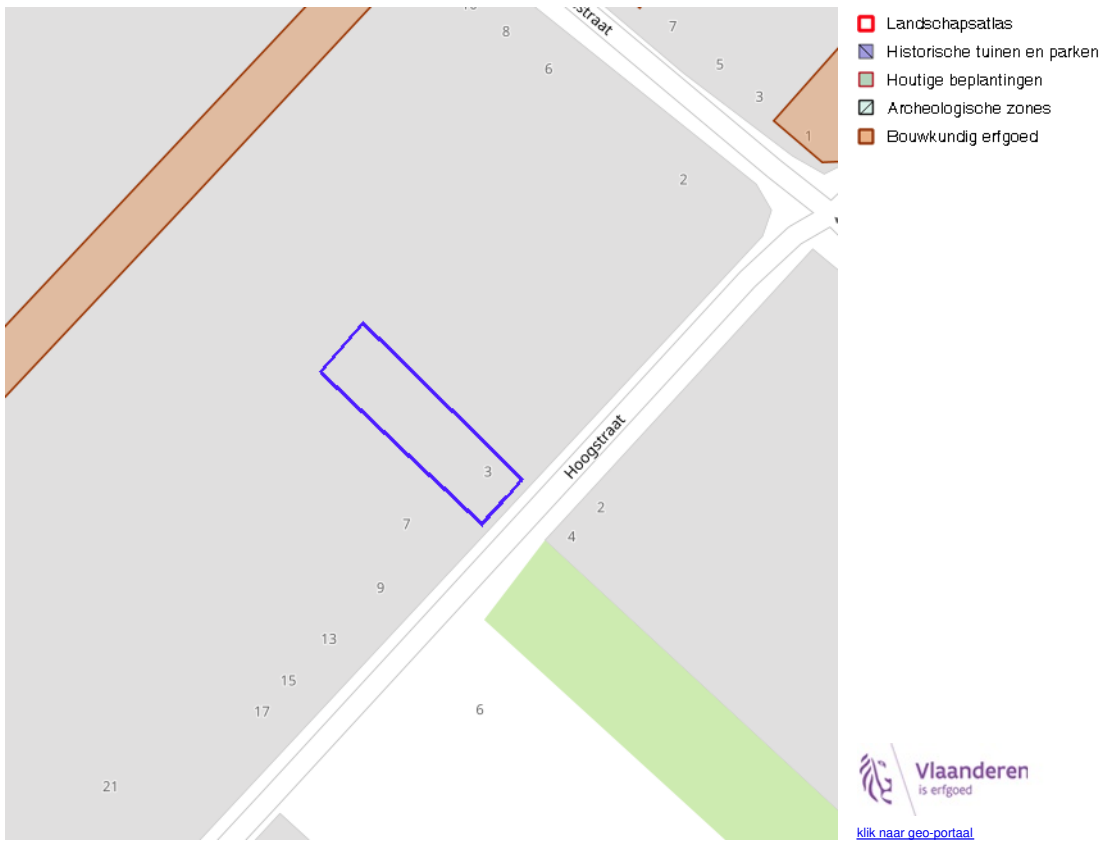 straat
8
6
7
5
3
1
2
3
Hoogstraat
2
4
7
9
13
15
17
6
21
Landschapsatlas
Historische tuinen en parken
Houtige beplantingen
Archeologische zones
Bouwkundig erfgoed
Vlaanderen
is erfgoed
klik naar geo-portaal